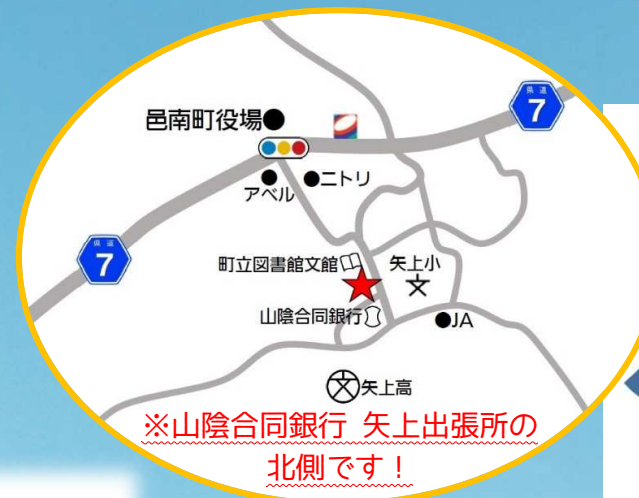 県道
7
邑南町役場
アベル
ニトリ
県道
7
町立図書館文館
矢上小
文
山陰合同銀行
JA
文
矢上高
※山陰合同銀行 矢上出張所の
北側です！